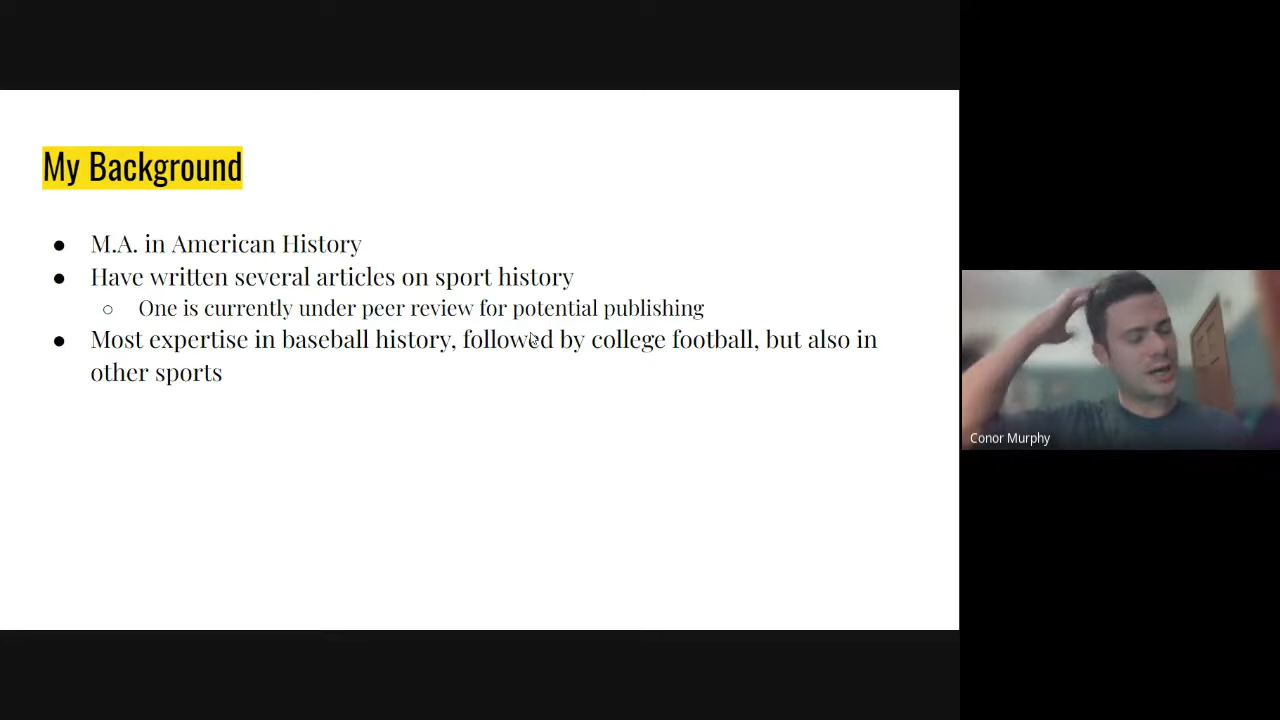 My Background
● M.A. in American History
● Have written several articles on sport history
○ One is currently under peer review for potential publishing
● Most expertise in baseball history, followed by college football, but also in
other sports
Conor Murphy